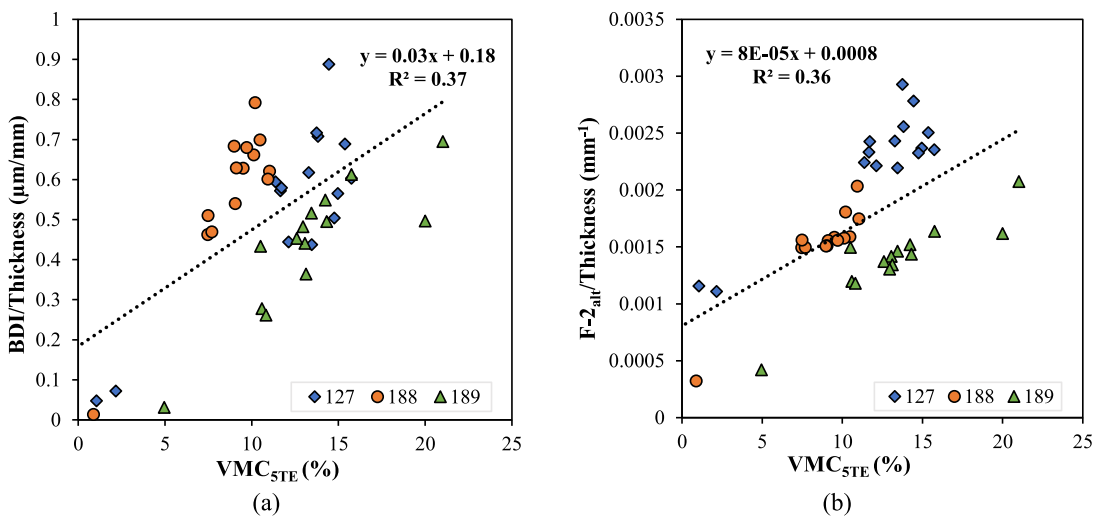 y = 0.03x + 0.18
R² = 0.37
1
0.9
0.8
0.7
0.6
0.5
0.4
0.3
0.2
0.1
0
BDI/Thickness (μm/mm)
127 188 189
0 5 10 15 20 25
VMC5TE (%)
(a)
y = 8E-05x + 0.0008
R² = 0.36
0.0035
0.003
0.0025
0.002
0.0015
0.001
0.0005
0
F-2alt/Thickness (mm⁻¹)
127 188 189
0 5 10 15 20 25
VMC5TE (%)
(b)